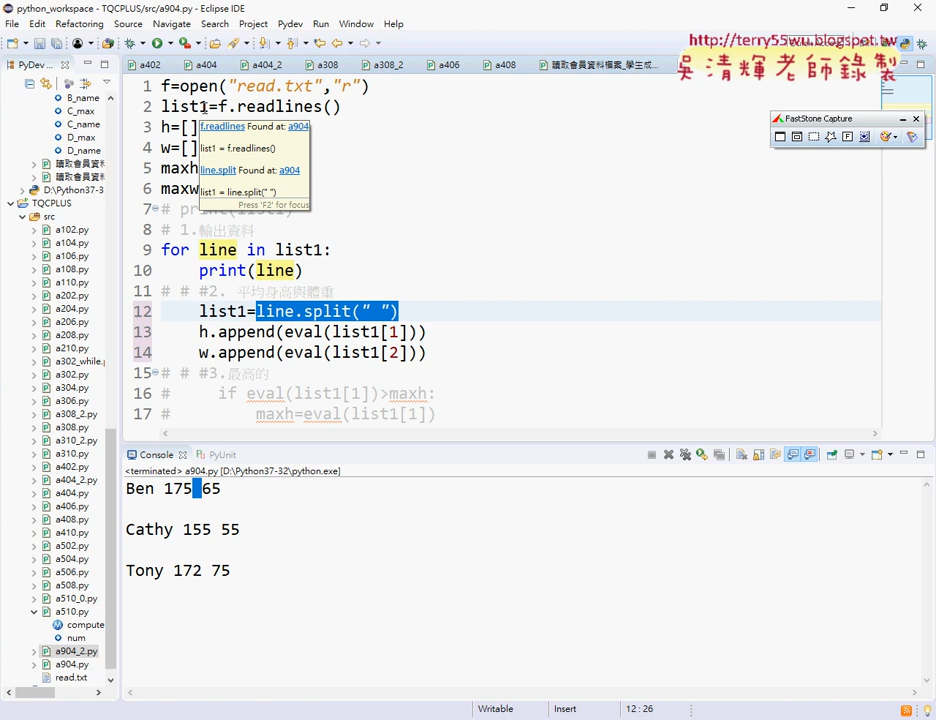 python_workspace - TQCPLUS/src/a904.py - Eclipse IDE
File Edit Refactoring Source Navigate Search Project Pydev Run Window Help
http://terry55wu.blogspot.tw
吳清輝老師錄製
PyDev
a402 a404 a404_2 a308 a308_2 a406 a408 讀取會員資料檔案_學生成...
B_name
C_max
C_name
D_max
D_name
讀取會員資料
讀取會員資料
D:\Python37-3
TQCPLUS
src
a102.py
a104.py
a106.py
a108.py
a110.py
a202.py
a204.py
a206.py
a208.py
a210.py
a302_while.p
a302.py
a304.py
a306.py
a308_2.py
a308.py
a310_2.py
a310.py
a402.py
a404_2.py
a404.py
a406.py
a408.py
a410.py
a502.py
a504.py
a506.py
a508.py
a510_0.py
a510.py
compute
num
a904_2.py
a904.py
read.txt
1 f=open("read.txt","r")
2 list1=f.readlines()
3 h=[]
4 w=[]
5 maxh
6 maxw
7 # pr
8 # 1.輸出資料
9 for line in list1:
10 print(line)
11 # # #2. 平均身高與體重
12 list1=line.split(" ")
13 h.append(eval(list1[1]))
14 w.append(eval(list1[2]))
15 # # #3.最高的
16 # if eval(list1[1])>maxh:
17 # maxh=eval(list1[1])
f.readlines Found at: a904
list1 = f.readlines()
line.split Found at: a904
list1 = line.split(" ")
Press 'F2' for focus
FastStone Capture
Console PyUnit
<terminated> a904.py [D:\Python37-32\python.exe]
Ben 175 65
Cathy 155 55
Tony 172 75
Writable Insert 12 : 26